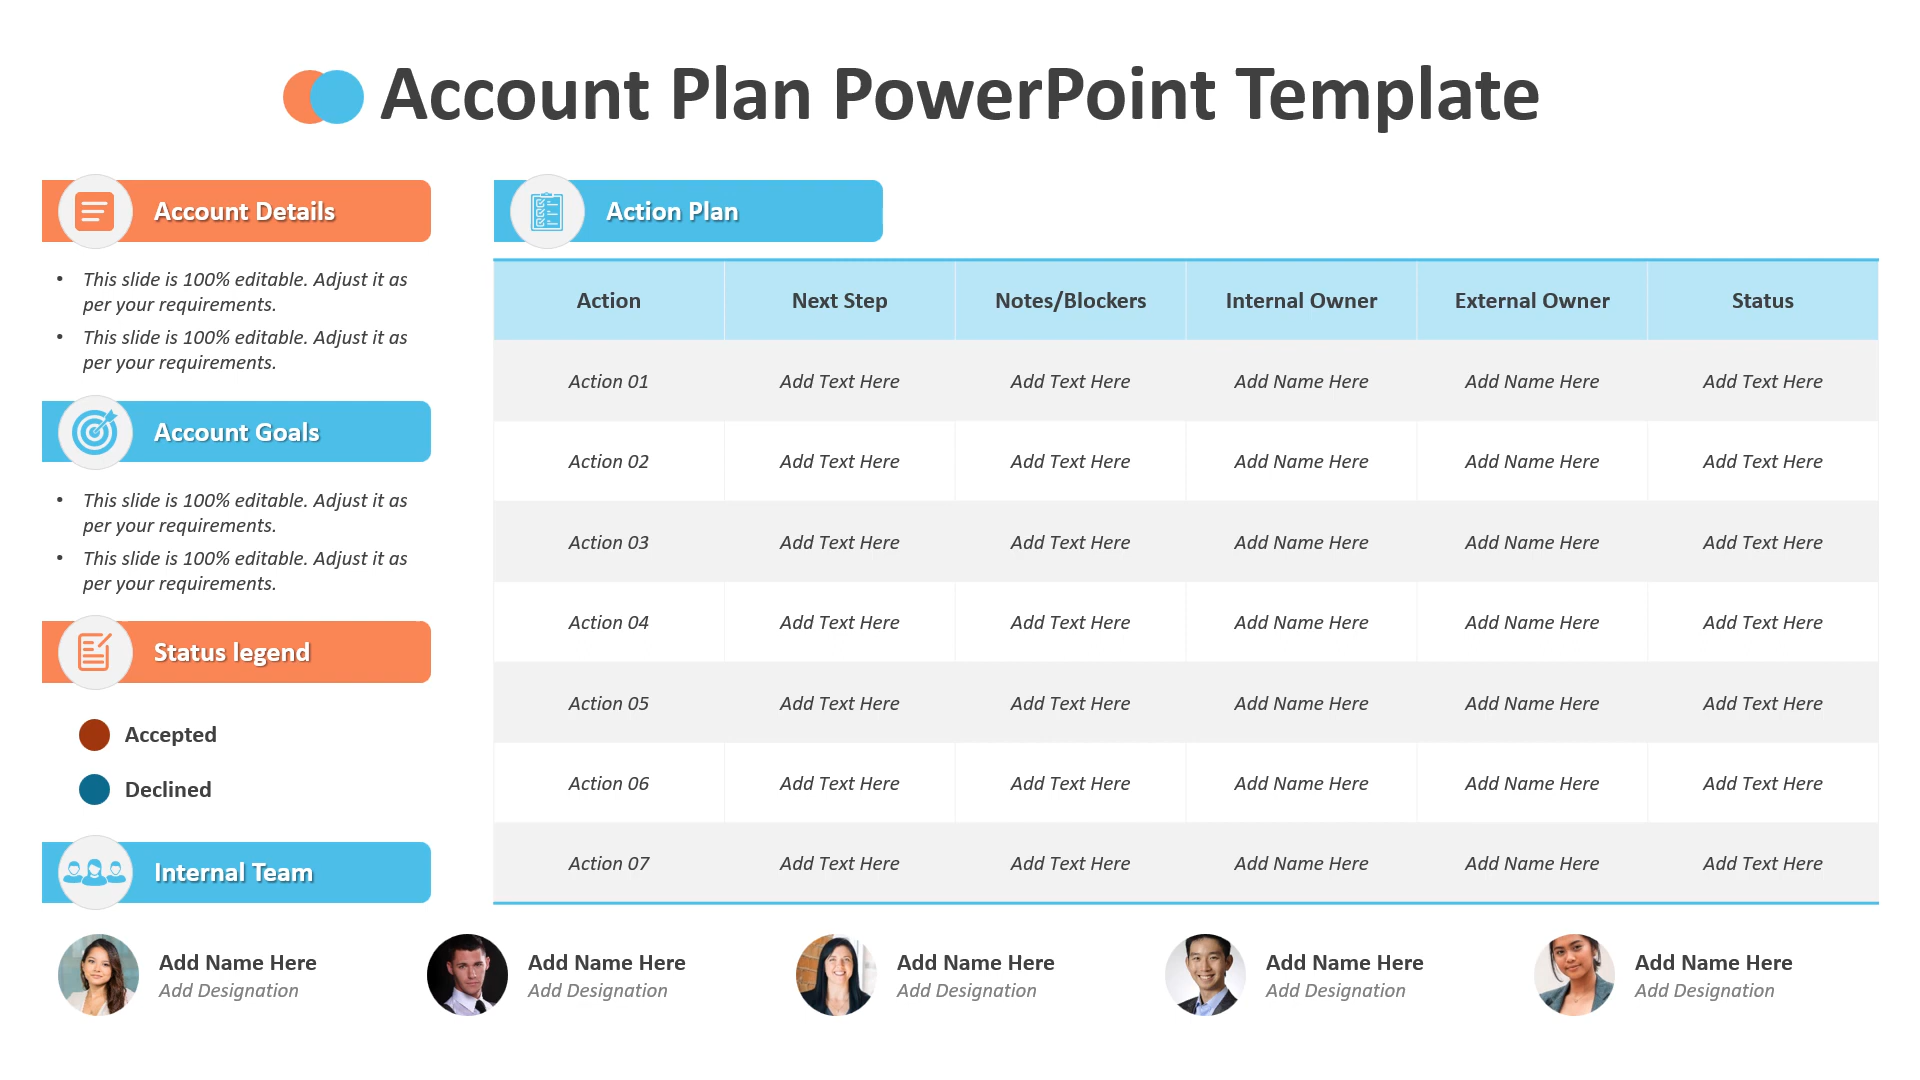 Account Plan PowerPoint Template
Account Details
• This slide is 100% editable. Adjust it as
per your requirements.
• This slide is 100% editable. Adjust it as
per your requirements.
Account Goals
• This slide is 100% editable. Adjust it as
per your requirements.
• This slide is 100% editable. Adjust it as
per your requirements.
Status legend
Accepted
Declined
Action Plan
Action Next Step Notes/Blockers Internal Owner External Owner Status
Action 01 Add Text Here Add Text Here Add Name Here Add Name Here Add Text Here
Action 02 Add Text Here Add Text Here Add Name Here Add Name Here Add Text Here
Action 03 Add Text Here Add Text Here Add Name Here Add Name Here Add Text Here
Action 04 Add Text Here Add Text Here Add Name Here Add Name Here Add Text Here
Action 05 Add Text Here Add Text Here Add Name Here Add Name Here Add Text Here
Action 06 Add Text Here Add Text Here Add Name Here Add Name Here Add Text Here
Action 07 Add Text Here Add Text Here Add Name Here Add Name Here Add Text Here
Internal Team
Add Name Here
Add Designation
Add Name Here
Add Designation
Add Name Here
Add Designation
Add Name Here
Add Designation
Add Name Here
Add Designation